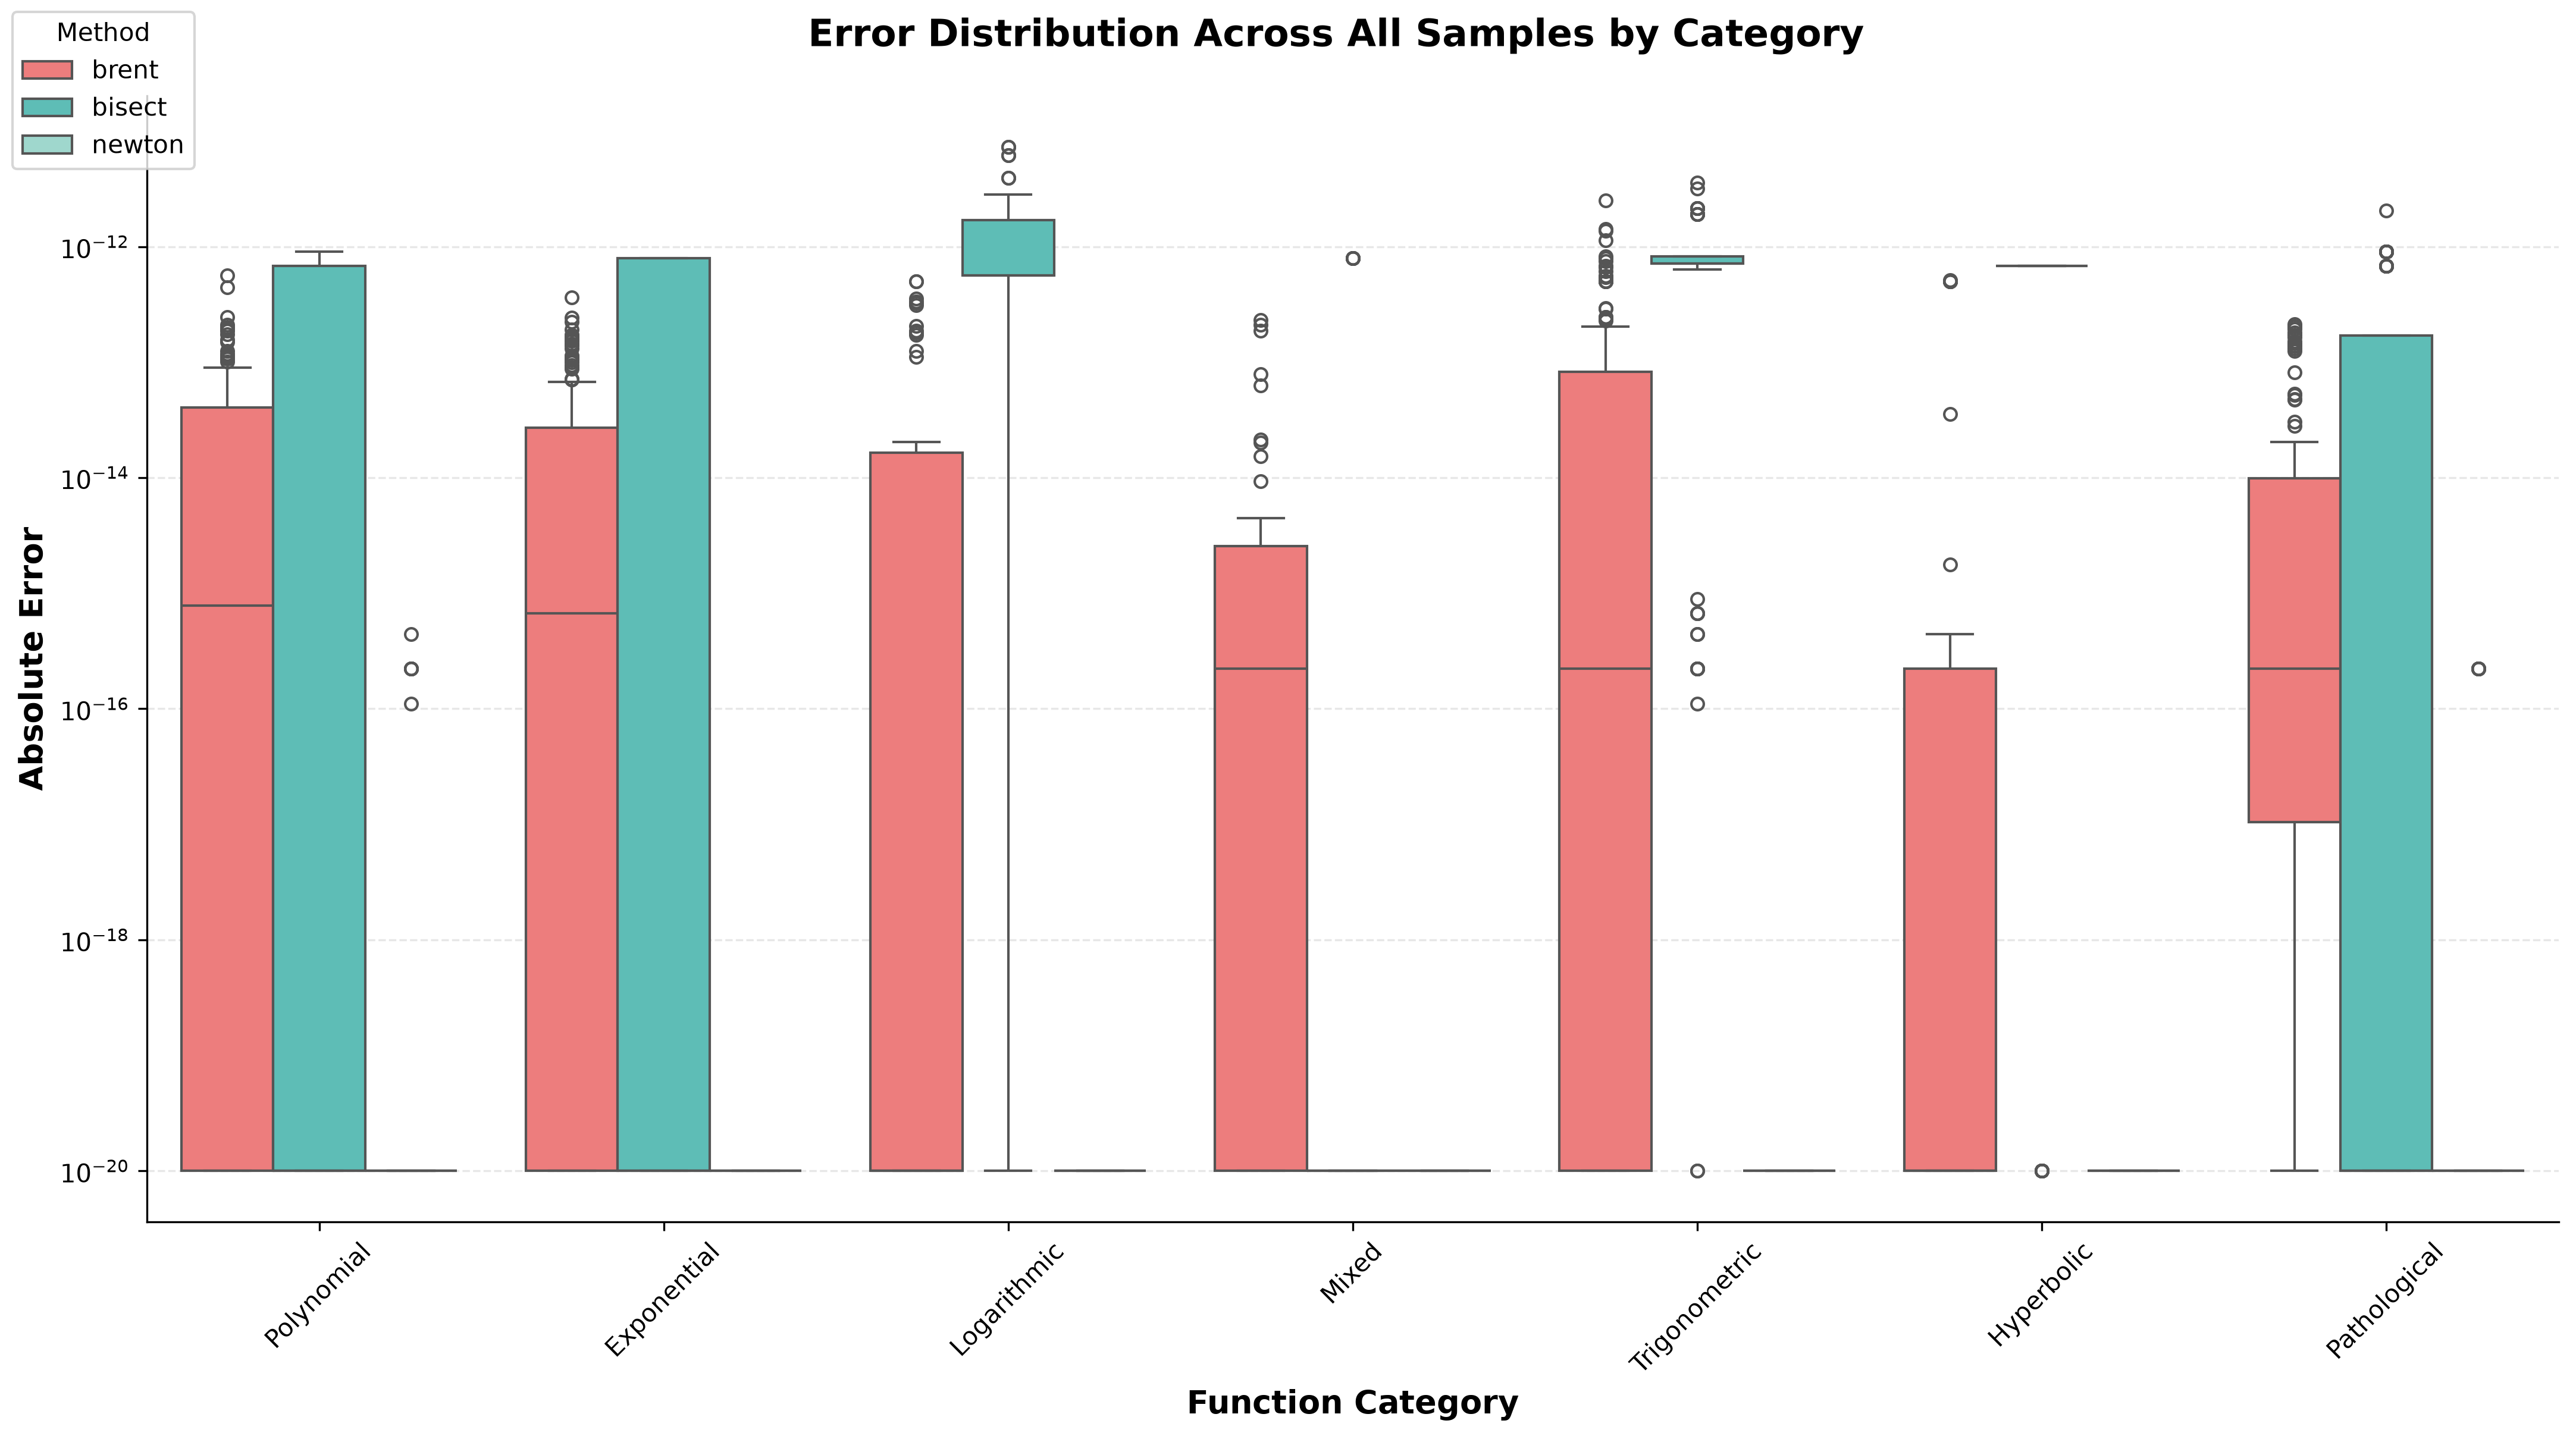 Error Distribution Across All Samples by Category
Method
brent
bisect
newton
Absolute Error
10⁻¹²
10⁻¹⁴
10⁻¹⁶
10⁻¹⁸
10⁻²⁰
Polynomial
Exponential
Logarithmic
Mixed
Trigonometric
Hyperbolic
Pathological
Function Category